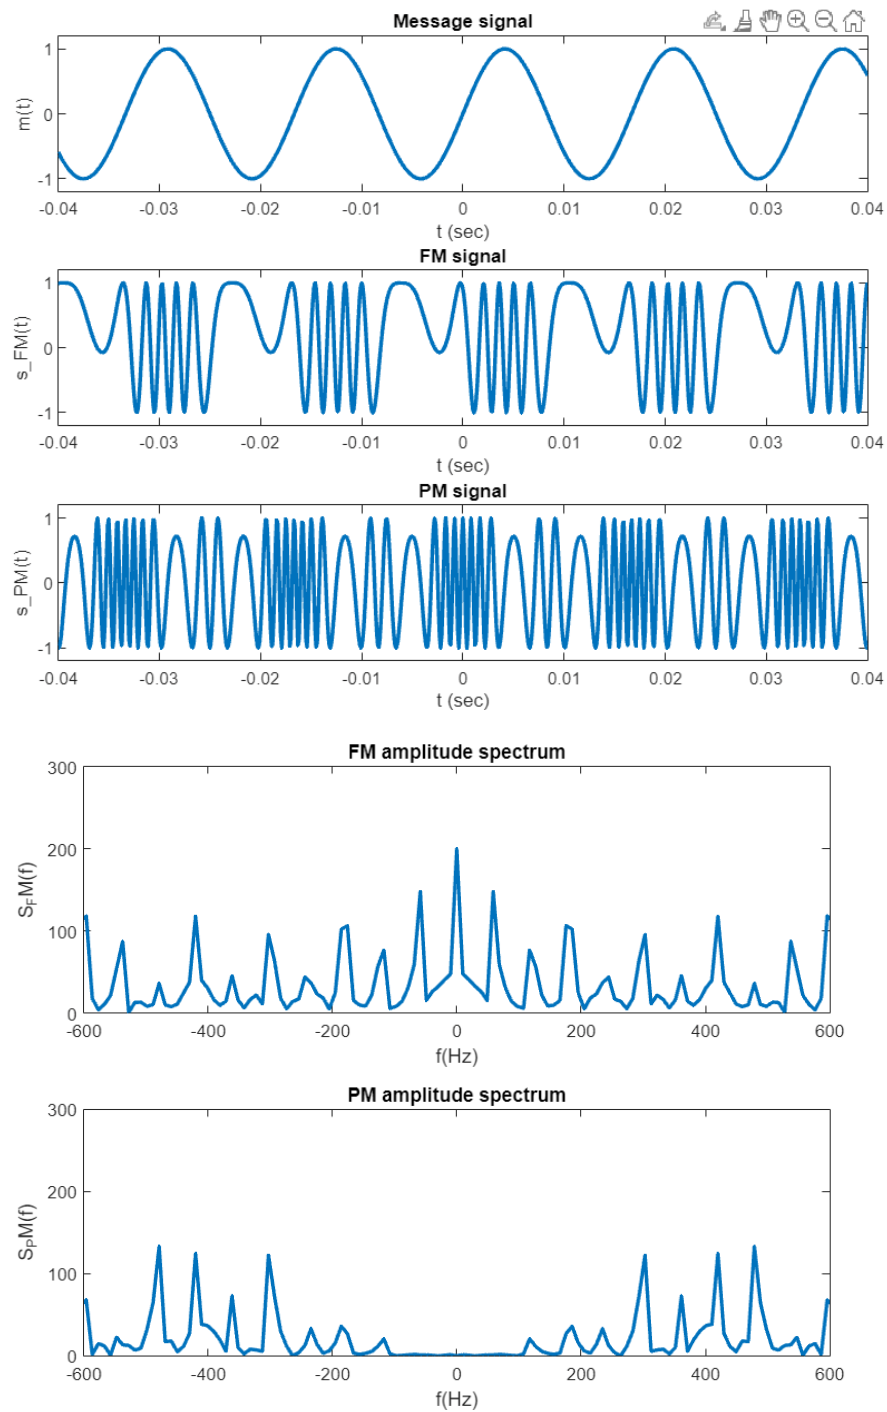 Message signal
m(t)
1
0
-1
-0.04 -0.03 -0.02 -0.01 0 0.01 0.02 0.03 0.04
t (sec)
FM signal
s_FM(t)
1
0
-1
-0.04 -0.03 -0.02 -0.01 0 0.01 0.02 0.03 0.04
t (sec)
PM signal
s_PM(t)
1
0
-1
-0.04 -0.03 -0.02 -0.01 0 0.01 0.02 0.03 0.04
t (sec)
FM amplitude spectrum
S_FM(f)
300
200
100
0
-600 -400 -200 0 200 400 600
f(Hz)
PM amplitude spectrum
S_PM(f)
300
200
100
0
-600 -400 -200 0 200 400 600
f(Hz)